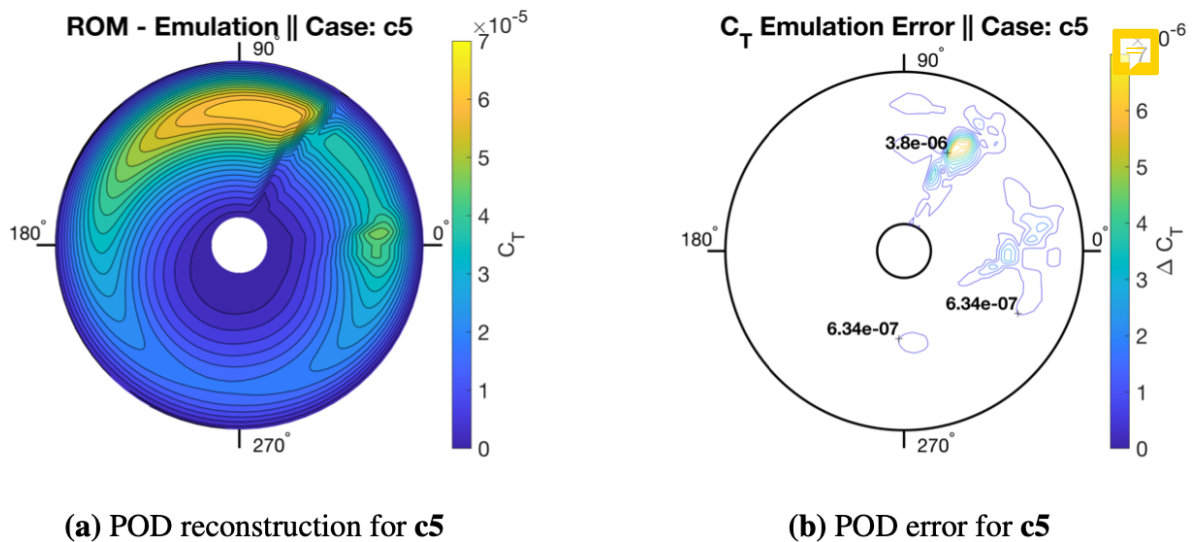 ROM - Emulation || Case: c5
×10⁻⁵
90°
180°
0°
270°
7
6
5
4
3
2
1
0
C_T
C_T Emulation Error || Case: c5
0⁻⁶
90°
180°
0°
270°
3.8e-06
6.34e-07
6.34e-07
7
6
5
4
3
2
1
0
Δ C_T
(a) POD reconstruction for c5
(b) POD error for c5